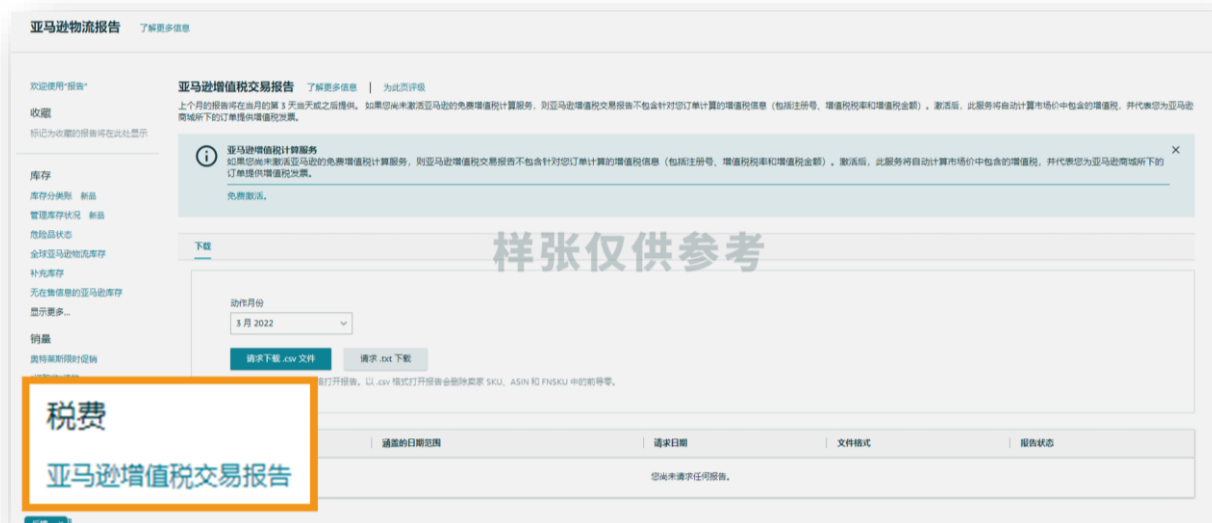 亚马逊物流报告 了解更多信息
欢迎使用"报告"
收藏
标记为收藏的报告将在此处显示
库存
库存分类账 新品
管理库存状况 新品
危险品状态
全球亚马逊物流库存
补充库存
无在售信息的亚马逊库存
显示更多...
销量
奥特莱斯限时促销
税费
亚马逊增值税交易报告
亚马逊增值税交易报告 了解更多信息 | 为此页评级
上个月的报告将在当月的第 3 天当天或之后提供。 如果您尚未激活亚马逊的免费增值税计算服务，则亚马逊增值税交易报告不包含针对您订单计算的增值税信息（包括注册号、增值税税率和增值税金额）。激活后，此服务将自动计算市场价中包含的增值税，并代表您为亚马逊
商城所下的订单提供增值税发票。
亚马逊增值税计算服务
如果您尚未激活亚马逊的免费增值税计算服务，则亚马逊增值税交易报告不包含针对您订单计算的增值税信息（包括注册号、增值税税率和增值税金额）。激活后，此服务将自动计算市场价中包含的增值税，并代表您为亚马逊商城所下的
订单提供增值税发票。
免费激活。
下载
样张仅供参考
动作月份
3 月 2022
请求下载 .csv 文件 请求 .txt 下载
打开报告。以 .csv 格式打开报告会删除卖家 SKU、ASIN 和 FNSKU 中的前导零。
涵盖的日期范围 请求日期 文件格式 报告状态
您尚未请求任何报告。